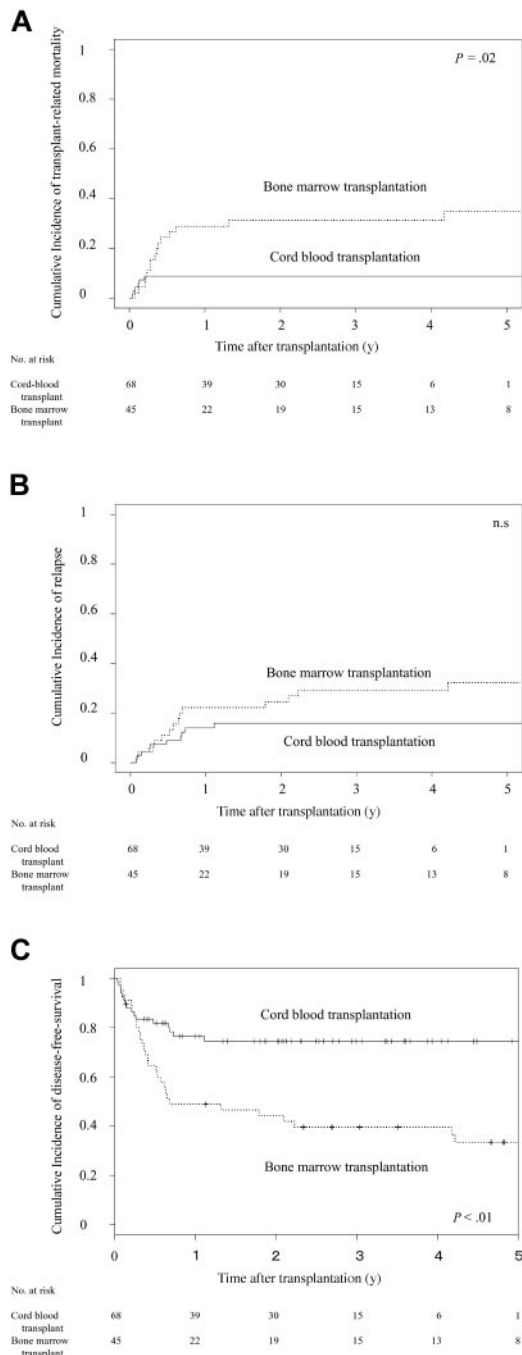 A
Cumulative Incidence of transplant-related mortality
1
0.8
0.6
0.4
0.2
0
P = .02
Bone marrow transplantation
Cord blood transplantation
0 1 2 3 4 5
Time after transplantation (y)
No. at risk
Cord-blood 68 39 30 15 6 1
transplant
Bone marrow 45 22 19 15 13 8
transplant
B
Cumulative Incidence of relapse
1
0.8
0.6
0.4
0.2
0
n.s
Bone marrow transplantation
Cord blood transplantation
0 1 2 3 4 5
Time after transplantation (y)
No. at risk
Cord blood 68 39 30 15 6 1
transplant
Bone marrow 45 22 19 15 13 8
transplant
C
Cumulative Incidence of disease-free-survival
1
0.8
0.6
0.4
0.2
0
Cord blood transplantation
Bone marrow transplantation
P < .01
0 1 2 3 4 5
Time after transplantation (y)
No. at risk
Cord blood 68 39 30 15 6 1
transplant
Bone marrow 45 22 19 15 13 8
transplant